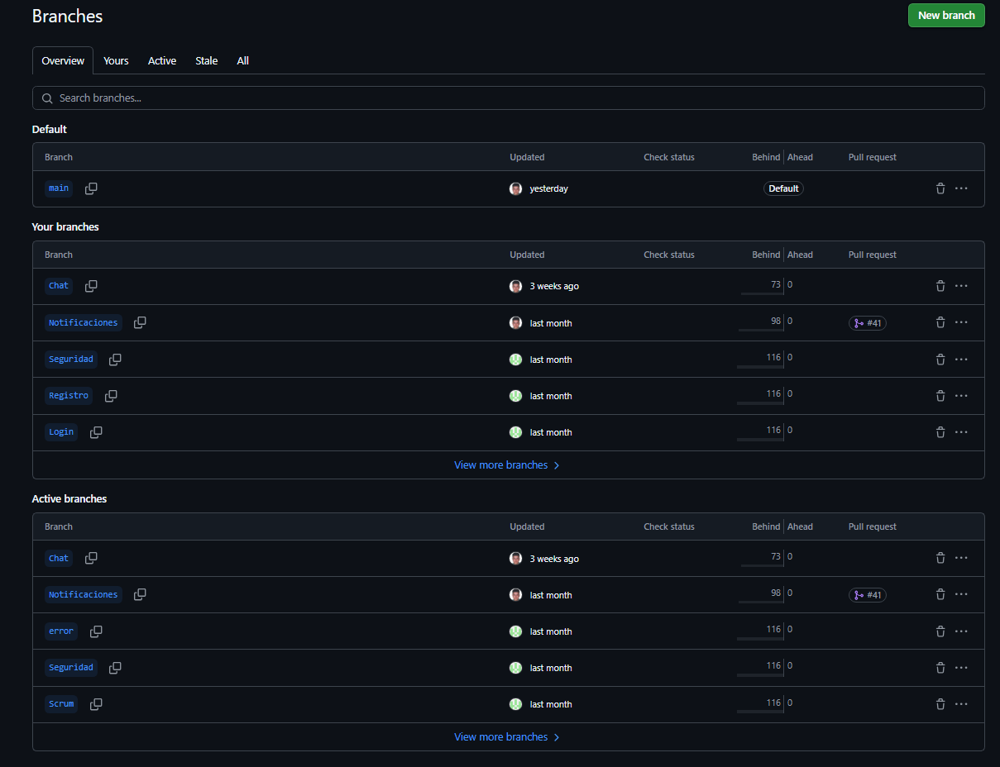 Branches
New branch
Overview Yours Active Stale All
Search branches...
Default
Branch Updated Check status Behind Ahead Pull request
main yesterday Default
Your branches
Branch Updated Check status Behind Ahead Pull request
Chat 3 weeks ago 73 0
Notificaciones last month 98 0 #41
Seguridad last month 116 0
Registro last month 116 0
Login last month 116 0
View more branches
Active branches
Branch Updated Check status Behind Ahead Pull request
Chat 3 weeks ago 73 0
Notificaciones last month 98 0 #41
error last month 116 0
Seguridad last month 116 0
Scrum last month 116 0
View more branches